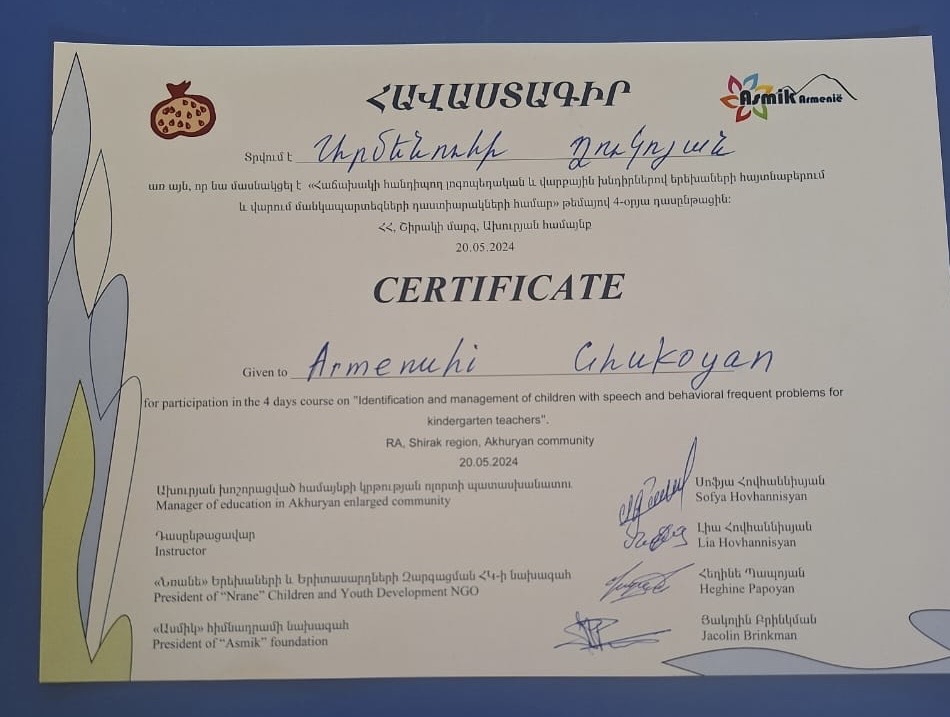 ՀԱՎԱՍՏԱԳԻՐ
Asmik Armenië
Տրվում է Արմենուհի Ղուկոյան
առ այն, որ նա մասնակցել է «Հաճախակի հանդիպող լոգոպեդական և վարքային խնդիրներով երեխաների հայտնաբերում
և վարում մանկապարտեզների դաստիարակների համար» թեմայով 4-օրյա դասընթացին:
ՀՀ, Շիրակի մարզ, Ախուրյան համայնք
20.05.2024
CERTIFICATE
Given to Armenuhi Ghukoyan
for participation in the 4 days course on "Identification and management of children with speech and behavioral frequent problems for
kindergarten teachers".
RA, Shirak region, Akhuryan community
20.05.2024
Ախուրյան խոշորացված համայնքի կրթության ոլորտի պատասխանատու
Սոֆյա Հովհաննիսյան
Manager of education in Akhuryan enlarged community
Sofya Hovhannisyan
Դասընթացավար
Լիա Հովհաննիսյան
Instructor
Lia Hovhannisyan
«Նռանե» Երեխաների և Երիտասարդների Զարգացման ՀԿ-ի նախագահ
Հեղինե Պապոյան
President of "Nrane" Children and Youth Development NGO
Heghine Papoyan
«Ասմիկ» հիմնադրամի նախագահ
Յակոլին Բրինկման
President of "Asmik" foundation
Jacolin Brinkman